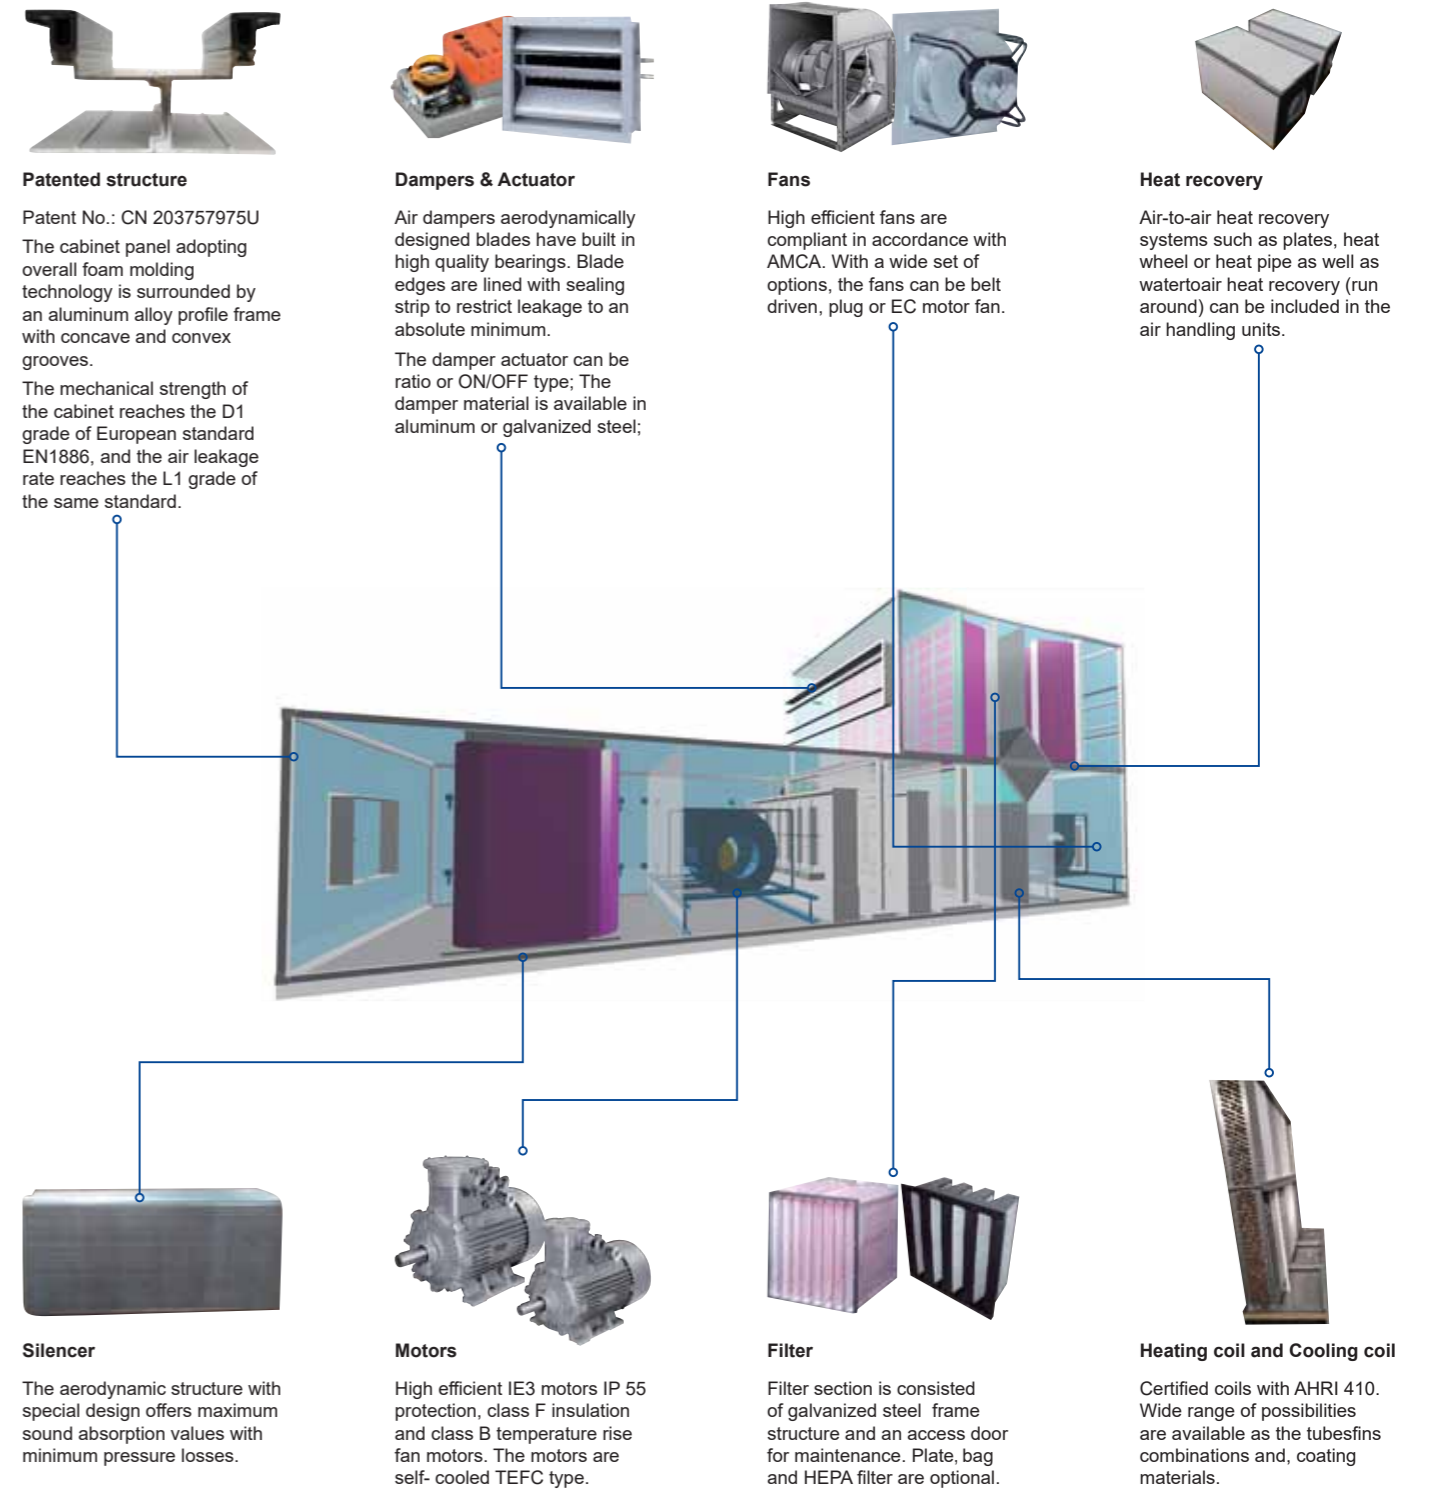 Patented structure
Patent No.: CN 203757975U
The cabinet panel adopting
overall foam molding
technology is surrounded by
an aluminum alloy profile frame
with concave and convex
grooves.
The mechanical strength of
the cabinet reaches the D1
grade of European standard
EN1886, and the air leakage
rate reaches the L1 grade of
the same standard.
Dampers & Actuator
Air dampers aerodynamically
designed blades have built in
high quality bearings. Blade
edges are lined with sealing
strip to restrict leakage to an
absolute minimum.
The damper actuator can be
ratio or ON/OFF type; The
damper material is available in
aluminum or galvanized steel;
Fans
High efficient fans are
compliant in accordance with
AMCA. With a wide set of
options, the fans can be belt
driven, plug or EC motor fan.
Heat recovery
Air-to-air heat recovery
systems such as plates, heat
wheel or heat pipe as well as
watertoair heat recovery (run
around) can be included in the
air handling units.
Silencer
The aerodynamic structure with
special design offers maximum
sound absorption values with
minimum pressure losses.
Motors
High efficient IE3 motors IP 55
protection, class F insulation
and class B temperature rise
fan motors. The motors are
self- cooled TEFC type.
Filter
Filter section is consisted
of galvanized steel  frame
structure and an access door
for maintenance. Plate, bag
and HEPA filter are optional.
Heating coil and Cooling coil
Certified coils with AHRI 410.
Wide range of possibilities
are available as the tubesfins
combinations and, coating
materials.